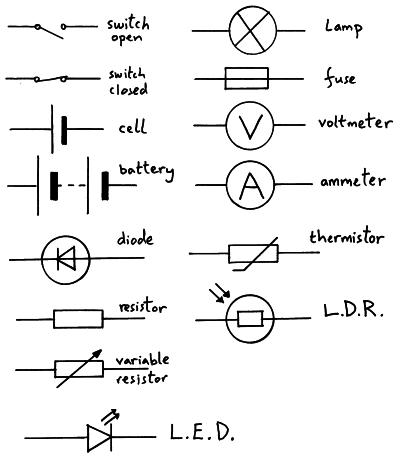 switch
open
switch
closed
cell
battery
diode
resistor
variable
resistor
L.E.D.
Lamp
fuse
V
voltmeter
A
ammeter
thermistor
L.D.R.